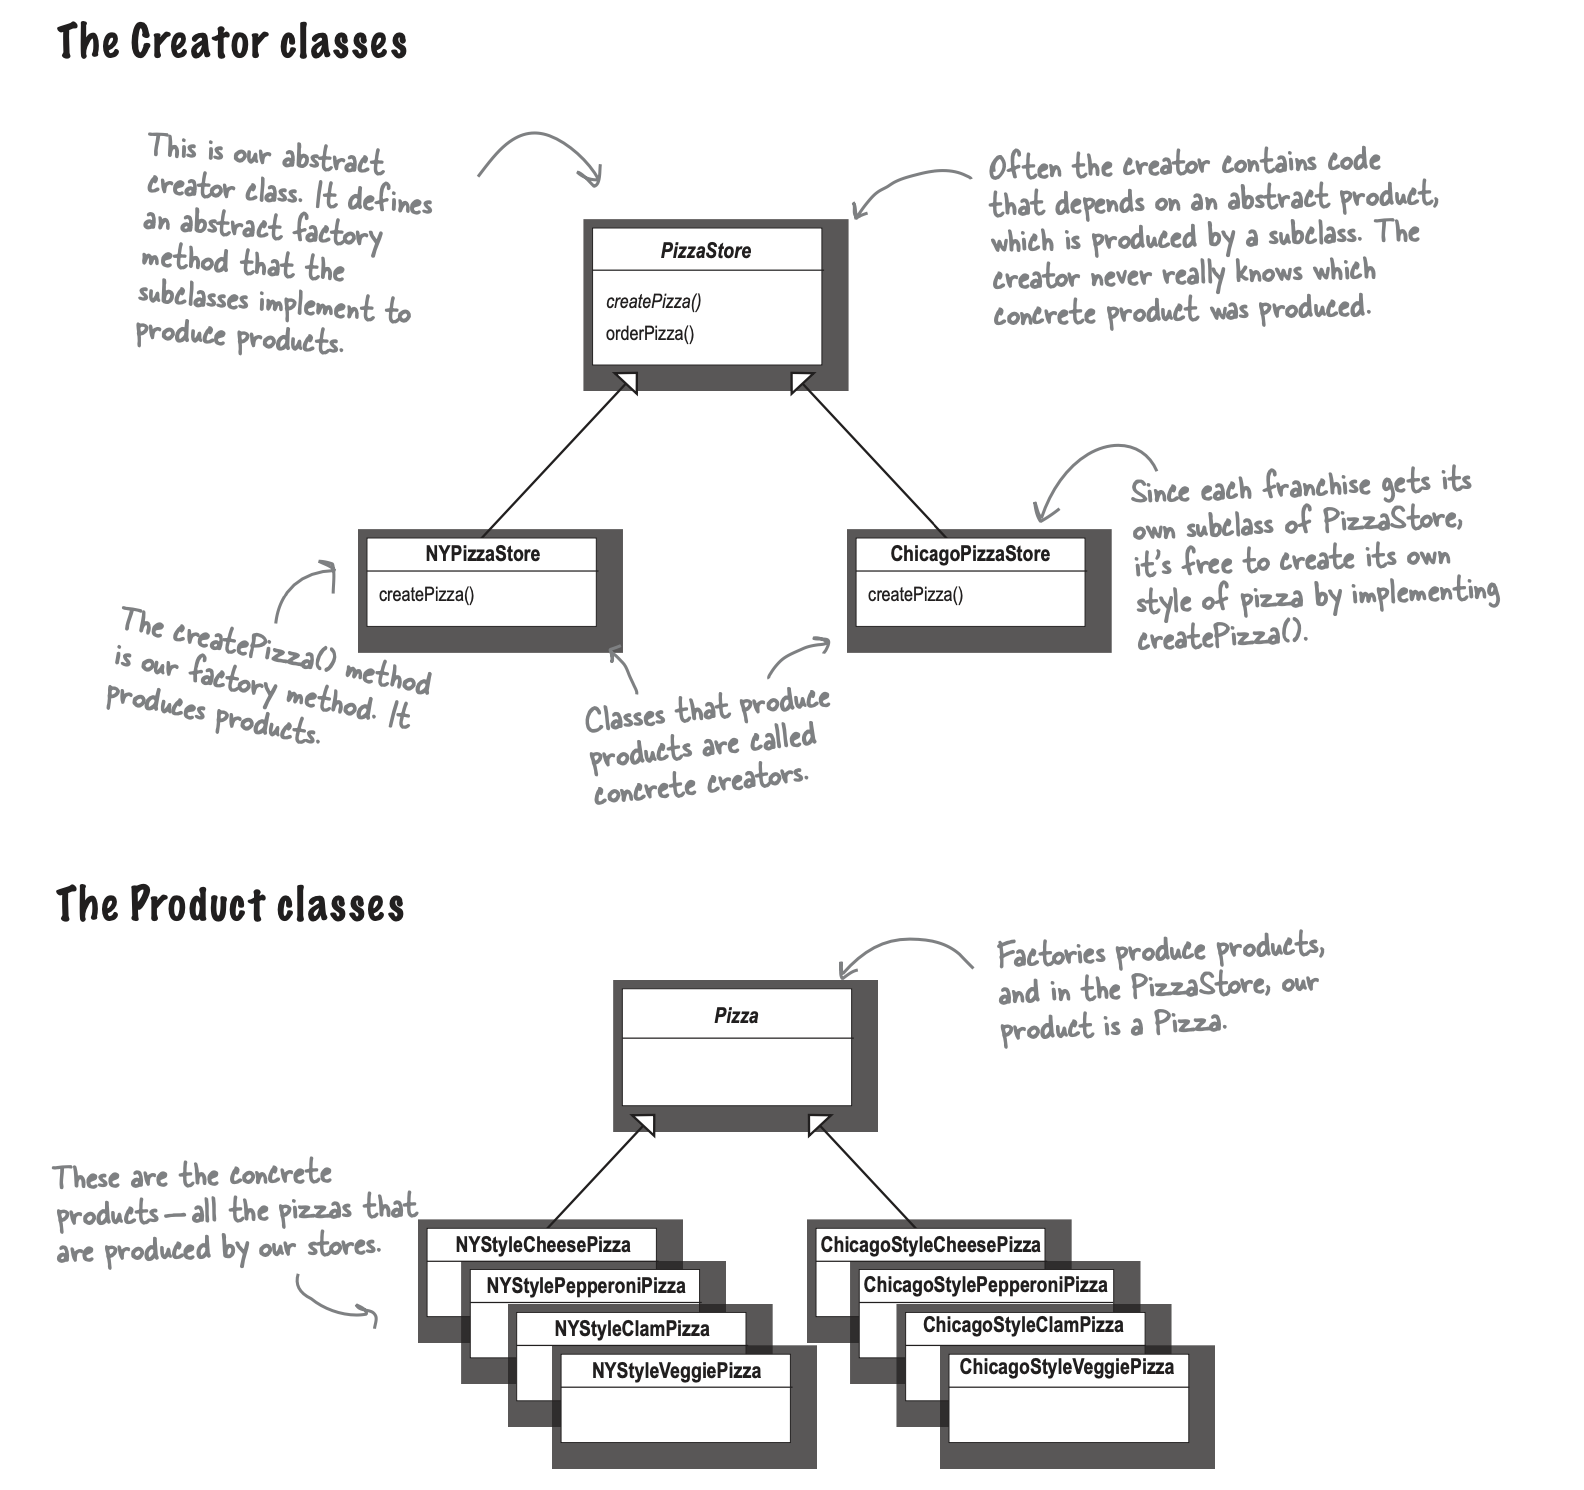 The Creator classes
This is our abstract
creator class. It defines
an abstract factory
method that the
subclasses implement to
produce products.
Often the creator contains code
that depends on an abstract product,
which is produced by a subclass. The
creator never really knows which
concrete product was produced.
PizzaStore
createPizza()
orderPizza()
NYPizzaStore
createPizza()
ChicagoPizzaStore
createPizza()
Since each franchise gets its
own subclass of PizzaStore,
it's free to create its own
style of pizza by implementing
createPizza().
The createPizza() method
is our factory method. It
produces products.
Classes that produce
products are called
concrete creators.
The Product classes
Factories produce products,
and in the PizzaStore, our
product is a Pizza.
Pizza
These are the concrete
products—all the pizzas that
are produced by our stores.
NYStyleCheesePizza
NYStylePepperoniPizza
NYStyleClamPizza
NYStyleVeggiePizza
ChicagoStyleCheesePizza
ChicagoStylePepperoniPizza
ChicagoStyleClamPizza
ChicagoStyleVeggiePizza